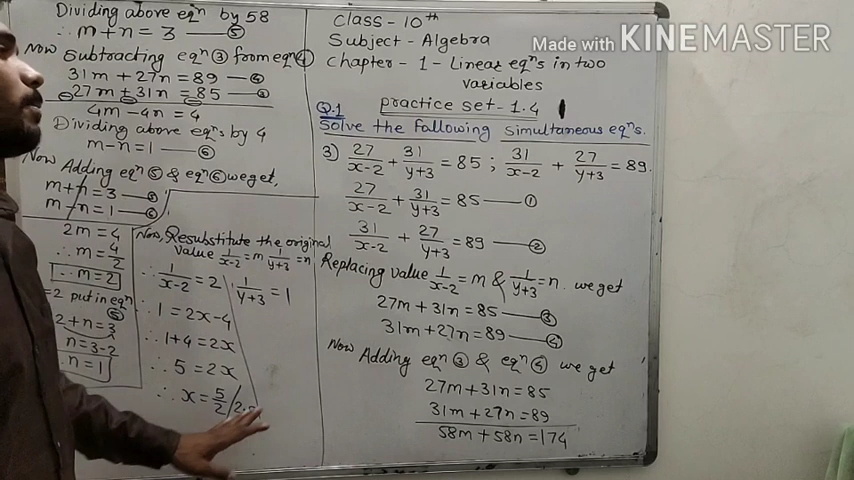 Made with KINEMASTER
Class - 10th
Subject - Algebra
Chapter - 1 - Linear eqns in two
variables
practice set - 1.4
Q.1
Solve the following simultaneous eqns.
3) 27/x-2 + 31/y+3 = 85 ; 31/x-2 + 27/y+3 = 89.
27/x-2 + 31/y+3 = 85 — ①
31/x-2 + 27/y+3 = 89 — ②
Replacing value 1/x-2 = m & 1/y+3 = n. we get
27m + 31n = 85 — ③
31m + 27n = 89 — ④
Now Adding eqn ③ & eqn ④ we get
27m + 31n = 85
31m + 27n = 89
58m + 58n = 174
Dividing above eqn by 58
∴ m + n = 3 — ⑤
Now Subtracting eqn ③ from eqn ④
31m + 27n = 89 — ④
27m + 31n = 85 — ③
4m - 4n = 4
Dividing above eqns by 4
m - n = 1 — ⑥
Now Adding eqn ⑤ & eqn ⑥ we get,
m + n = 3 — ⑤
m - n = 1 — ⑥
2m = 4
∴ m = 4/2
∴ m = 2
=2 put in eqn ⑤
2 + n = 3
n = 3-2
n = 1
Now, Resubstitute the original
value 1/x-2 = m 1/y+3 = n
∴ 1/x-2 = 2
1/y+3 = 1
∴ 1 = 2x - 4
∴ 1 + 4 = 2x
∴ 5 = 2x
∴ x = 5/2